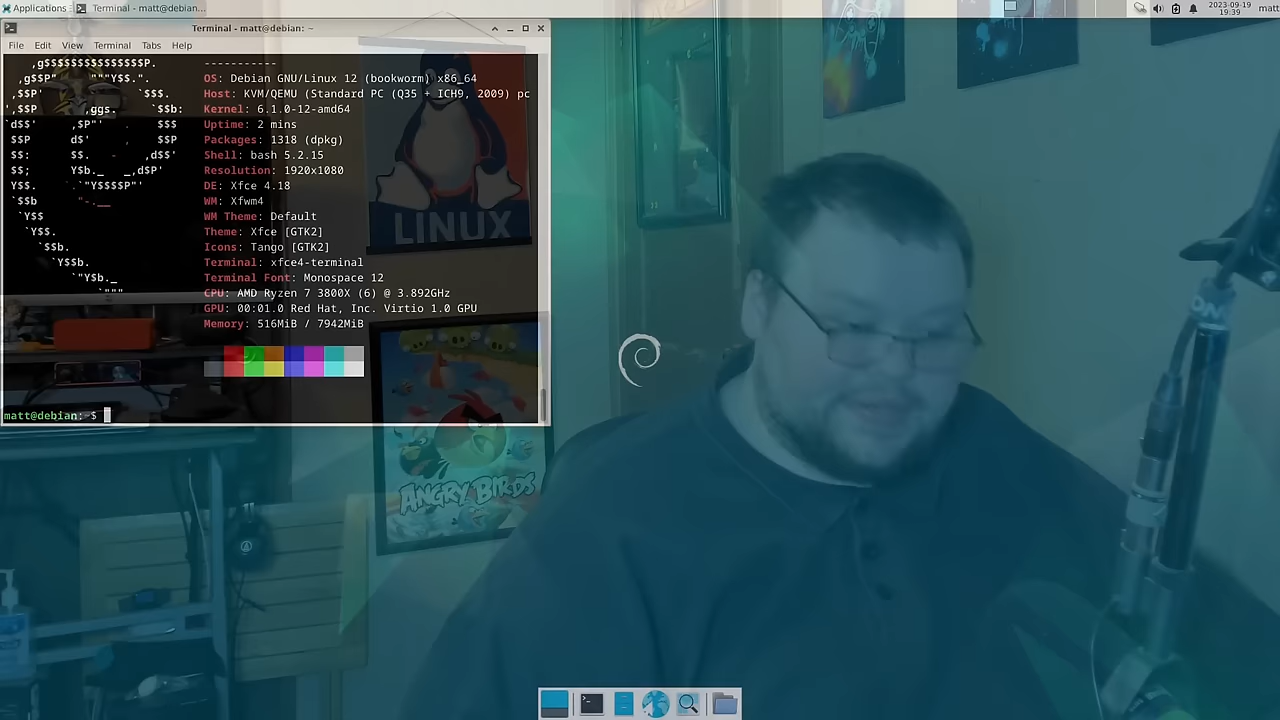 Applications
Terminal - matt@debian...
2023-09-19
19:39
matt
Terminal - matt@debian: ~
File Edit View Terminal Tabs Help
-----------
OS: Debian GNU/Linux 12 (bookworm) x86_64
Host: KVM/QEMU (Standard PC (Q35 + ICH9, 2009) pc
Kernel: 6.1.0-12-amd64
Uptime: 2 mins
Packages: 1318 (dpkg)
Shell: bash 5.2.15
Resolution: 1920x1080
DE: Xfce 4.18
WM: Xfwm4
WM Theme: Default
Theme: Xfce [GTK2]
Icons: Tango [GTK2]
Terminal: xfce4-terminal
Terminal Font: Monospace 12
CPU: AMD Ryzen 7 3800X (6) @ 3.892GHz
GPU: 00:01.0 Red Hat, Inc. Virtio 1.0 GPU
Memory: 516MiB / 7942MiB
matt@debian:~$
LINUX
ANGRY BIRDS